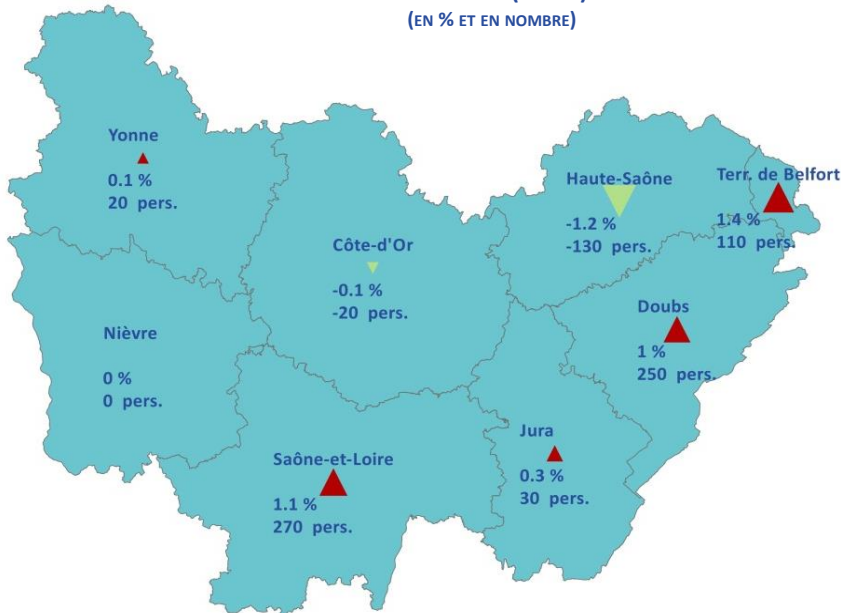 (EN % ET EN NOMBRE)
Yonne
0.1 %
20 pers.
Haute-Saône
-1.2 %
-130 pers.
Terr. de Belfort
1.4 %
110 pers.
Côte-d'Or
-0.1 %
-20 pers.
Doubs
1 %
250 pers.
Nièvre
0 %
0 pers.
Jura
0.3 %
30 pers.
Saône-et-Loire
1.1 %
270 pers.